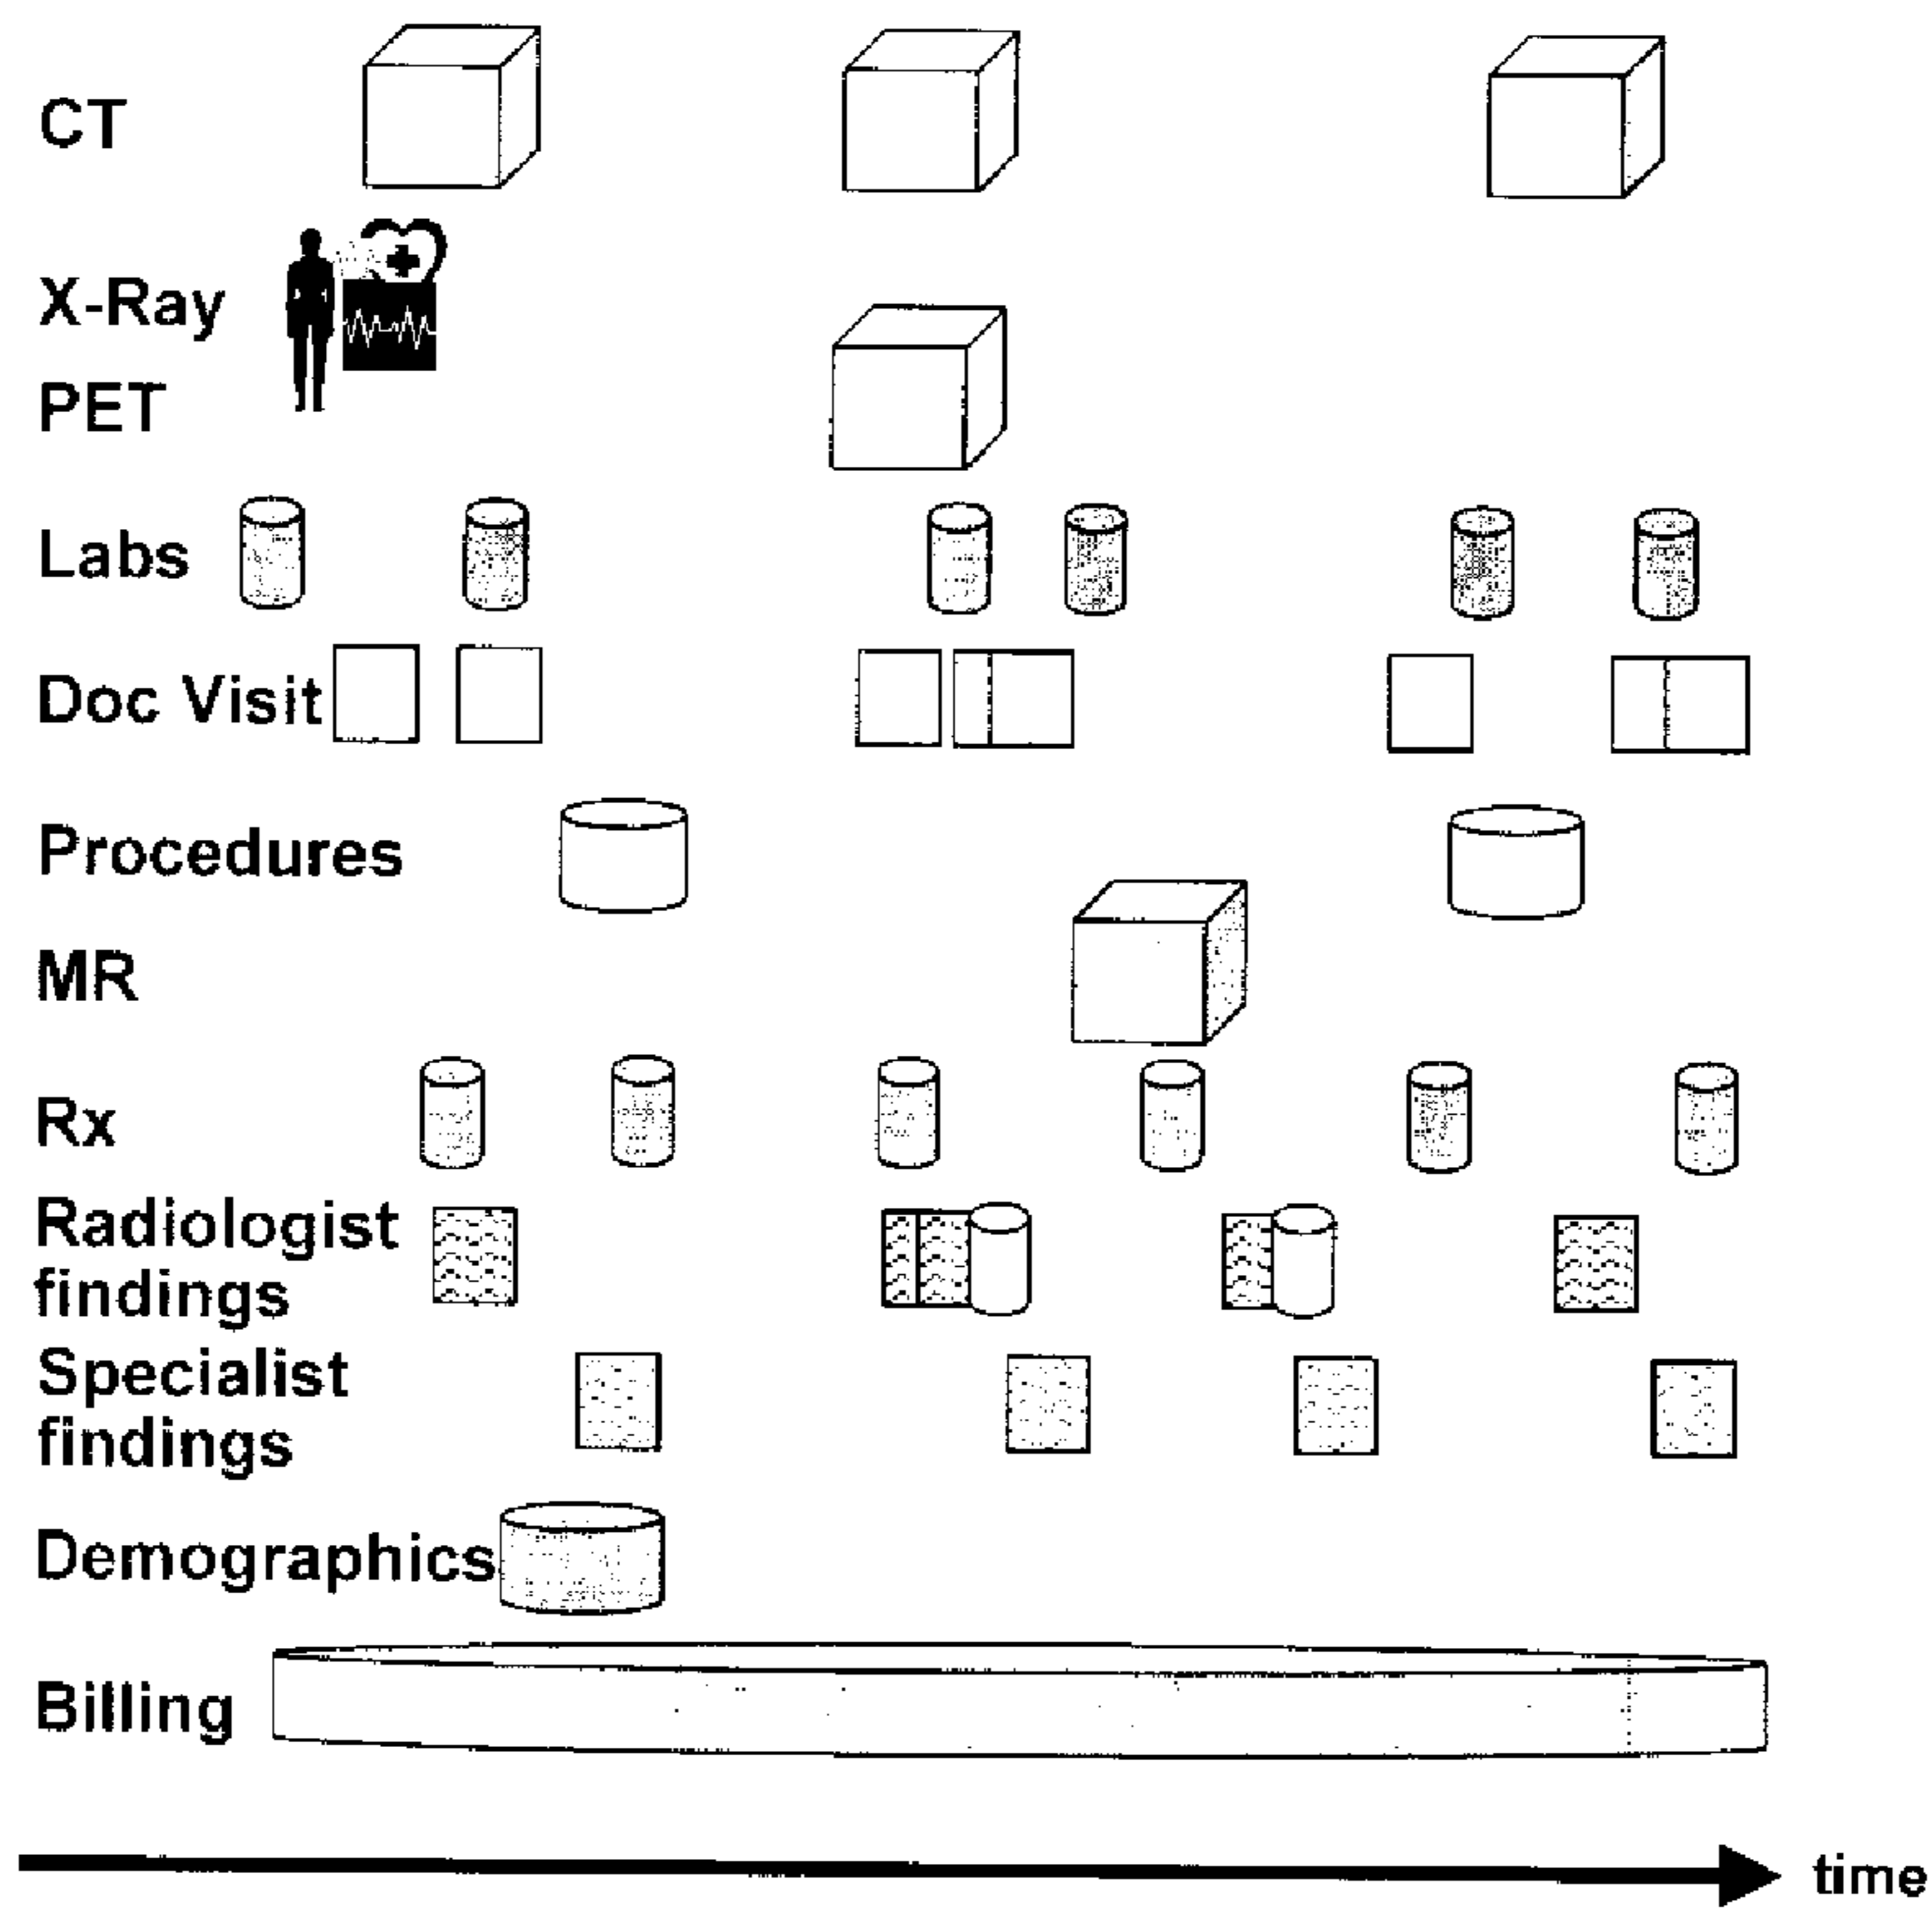 CT
X-Ray
PET
Labs
Doc Visit
Procedures
MR
Rx
Radiologist
findings
Specialist
findings
Demographics
Billing
time